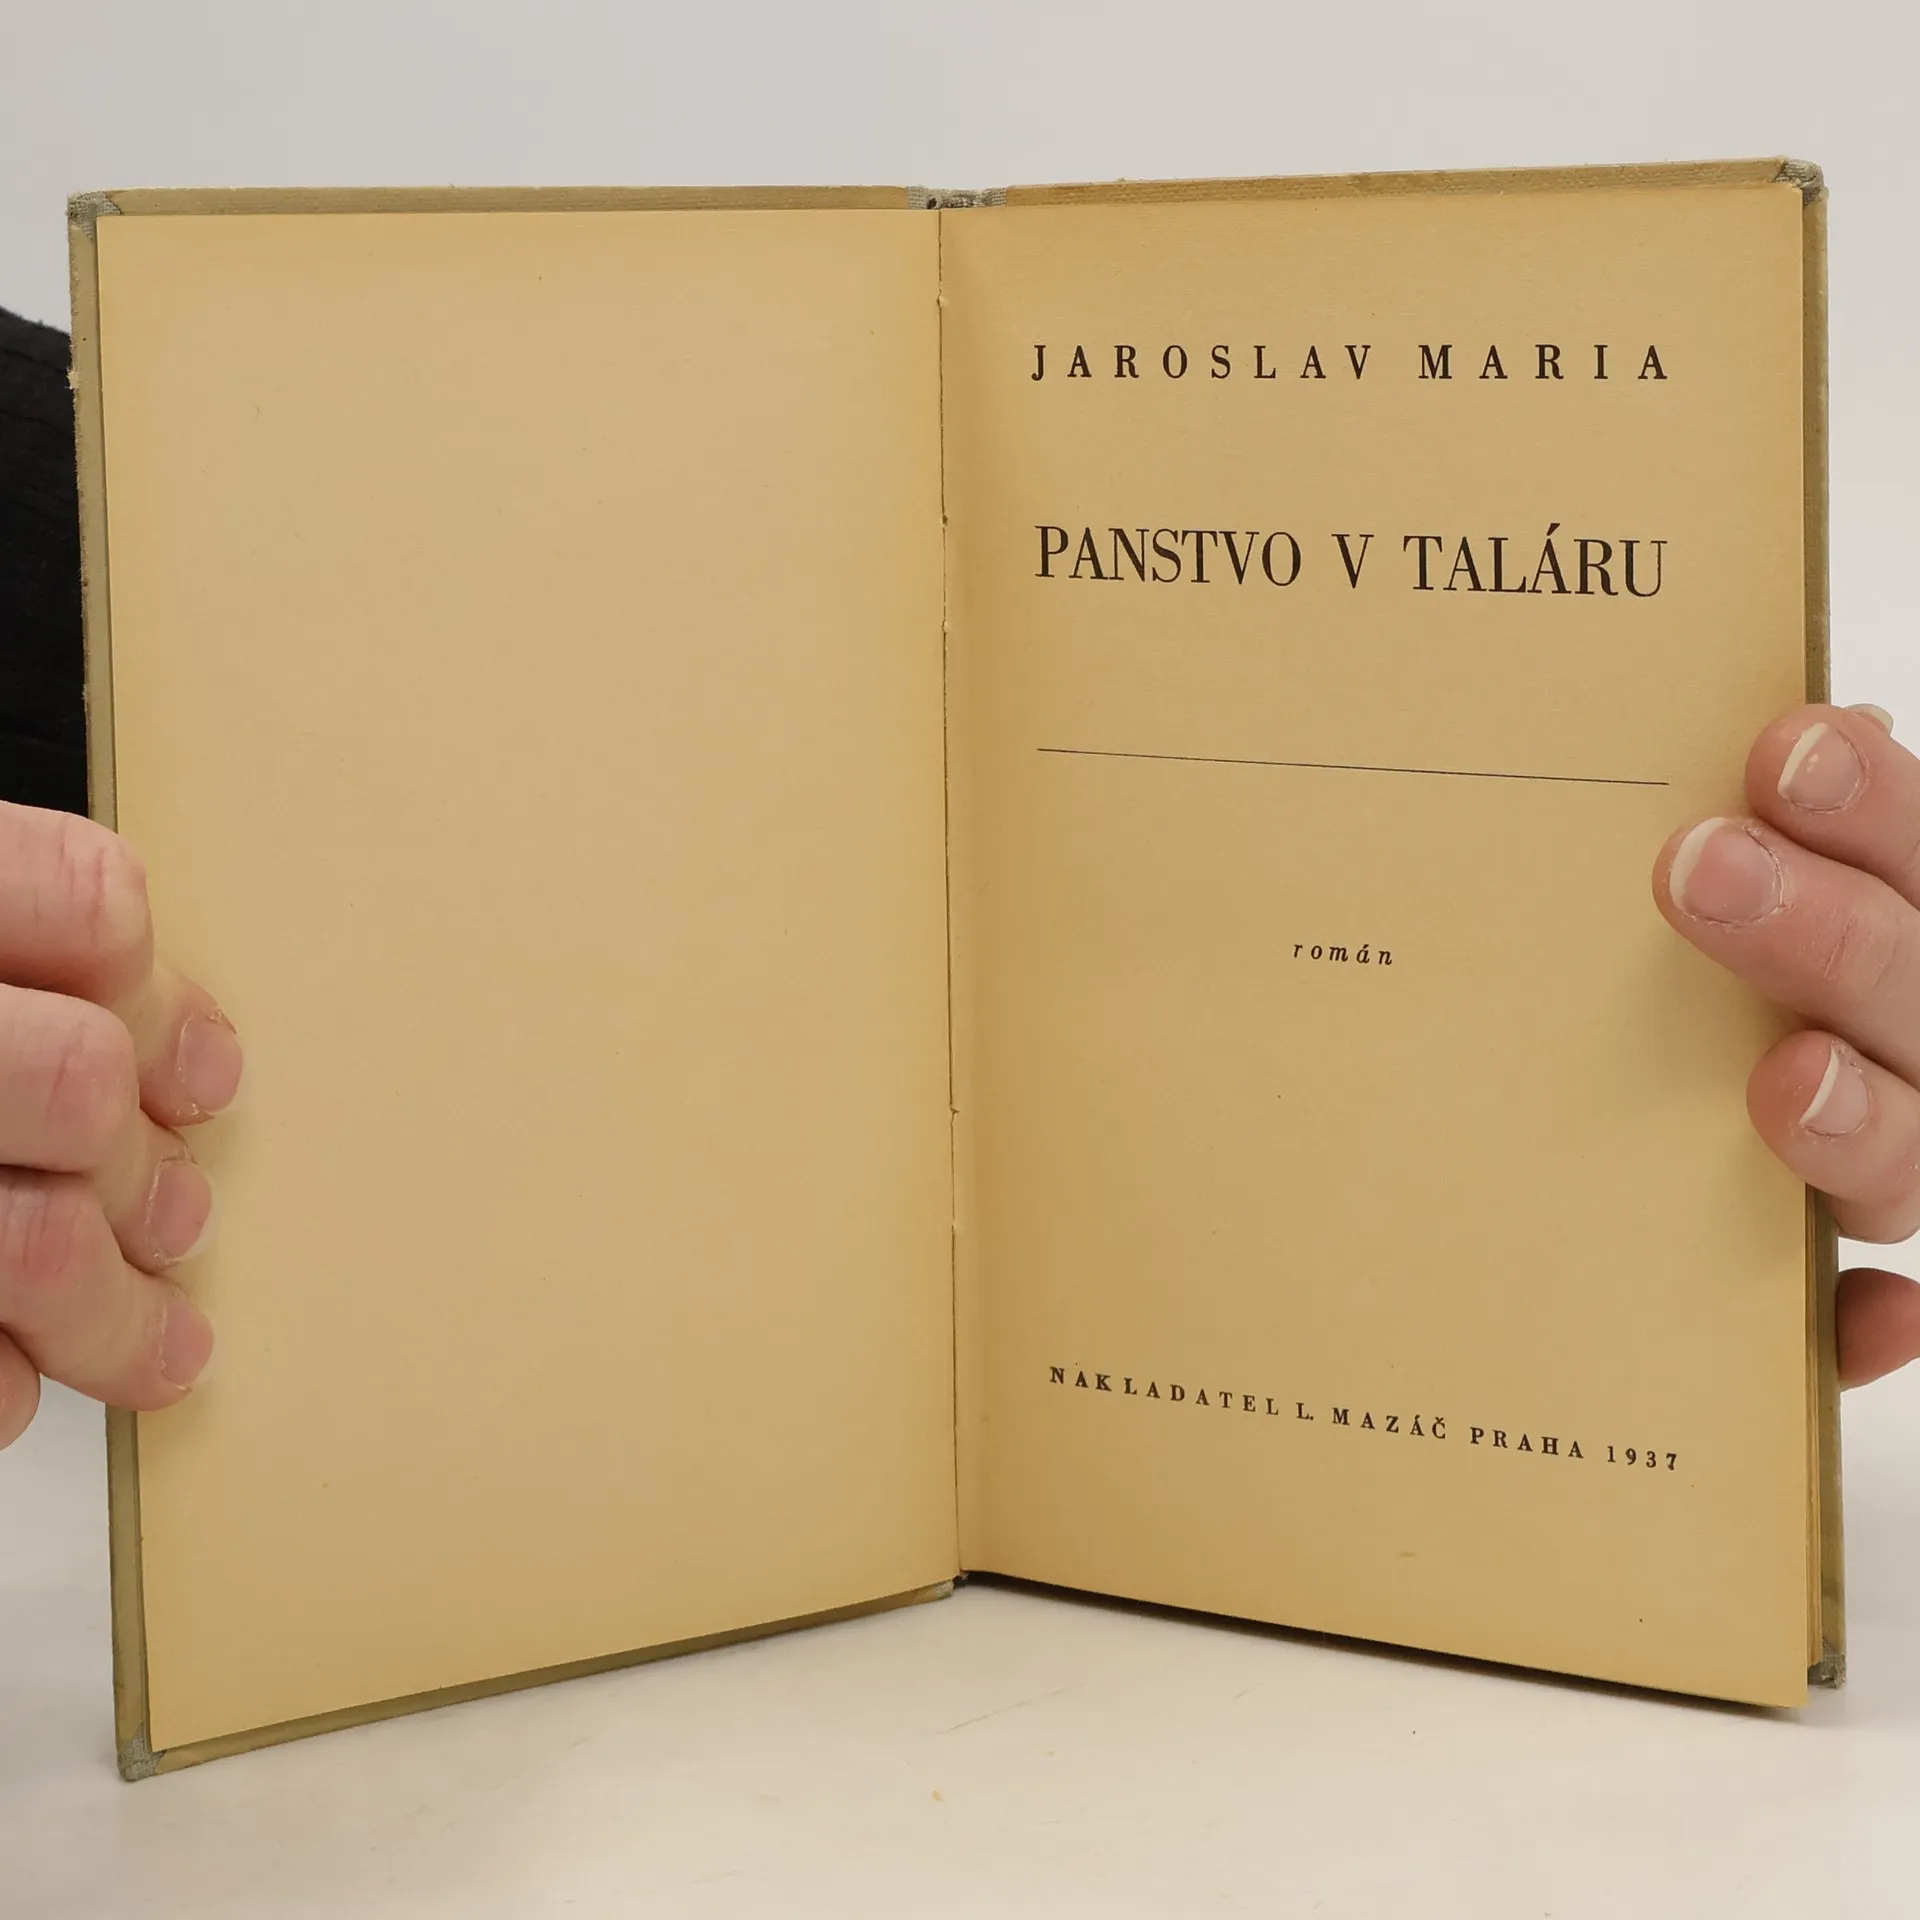 JAROSLAV MARIA
PANSTVO V TALÁRU
román
NAKLADATEL L. MAZÁČ PRAHA 1937